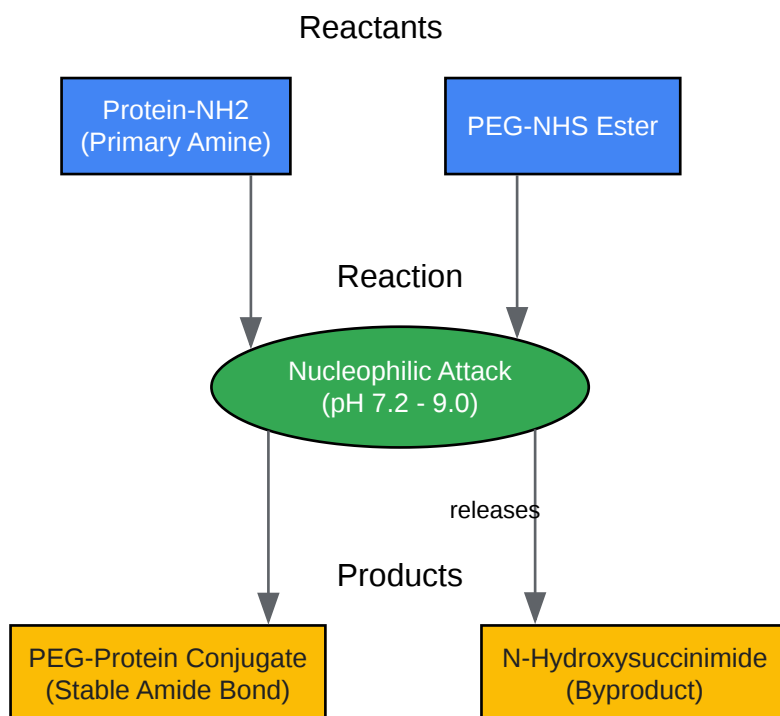 Reactants
Protein-NH2
(Primary Amine)
PEG-NHS Ester
Reaction
Nucleophilic Attack
(pH 7.2 - 9.0)
releases
Products
PEG-Protein Conjugate
(Stable Amide Bond)
N-Hydroxysuccinimide
(Byproduct)